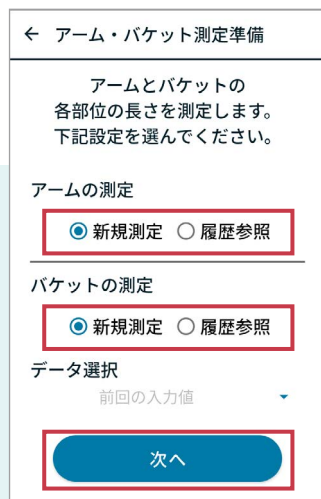 ← アーム・バケット測定準備
アームとバケットの
各部位の長さを測定します。
下記設定を選んでください。
アームの測定
新規測定 履歴参照
バケットの測定
新規測定 履歴参照
データ選択
前回の入力値
次へ